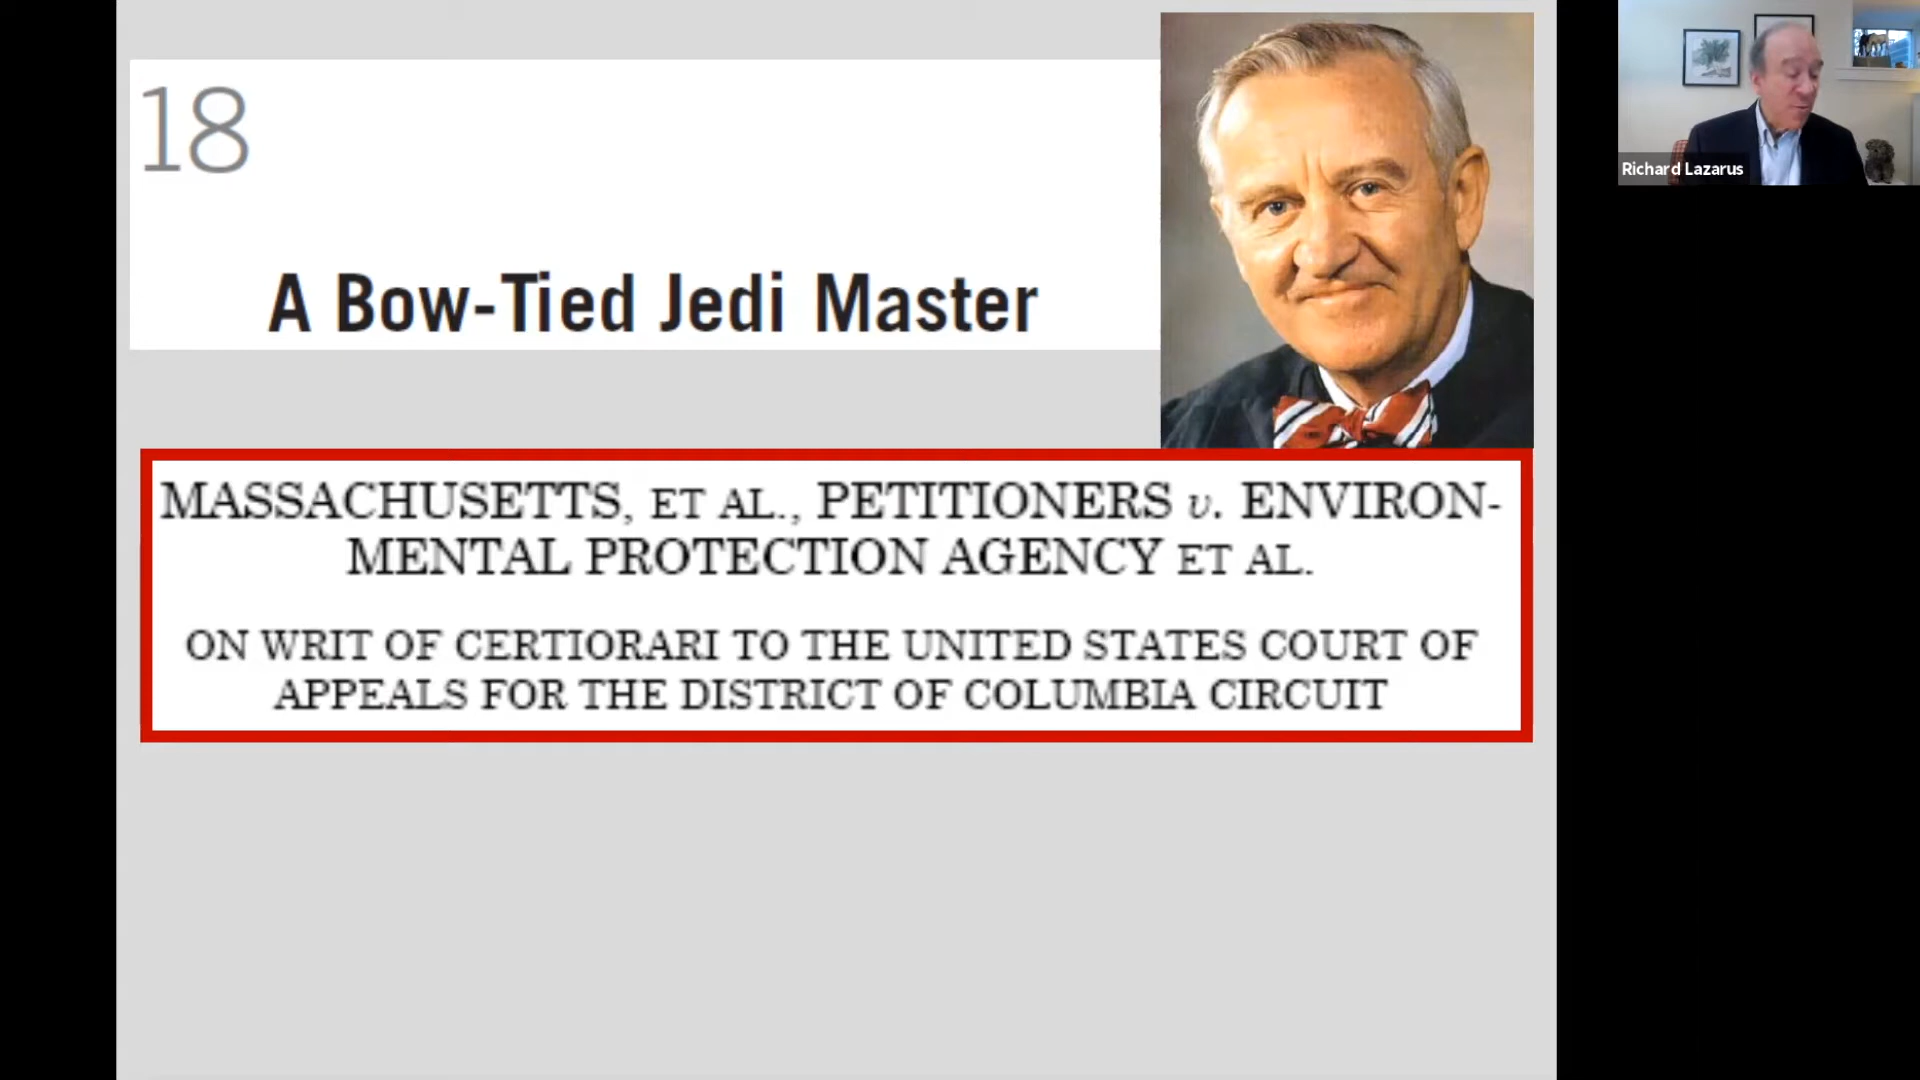 18
A Bow-Tied Jedi Master
MASSACHUSETTS, ET AL., PETITIONERS v. ENVIRON-
MENTAL PROTECTION AGENCY ET AL.
ON WRIT OF CERTIORARI TO THE UNITED STATES COURT OF
APPEALS FOR THE DISTRICT OF COLUMBIA CIRCUIT
Richard Lazarus